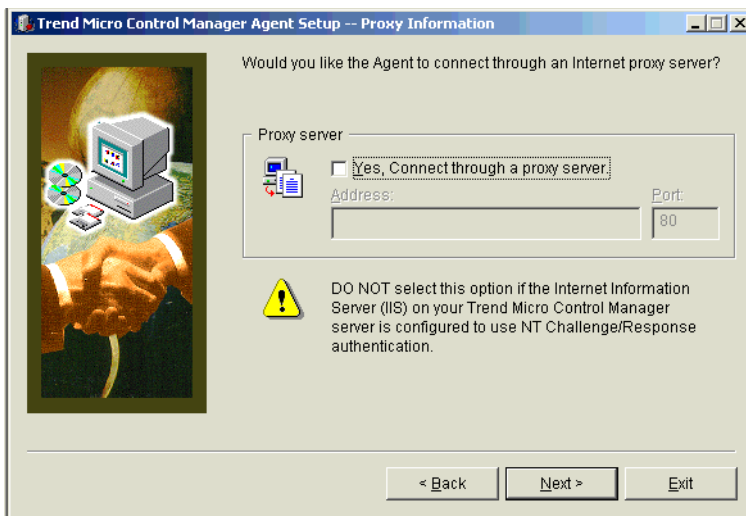 Trend Micro Control Manager Agent Setup -- Proxy Information
Would you like the Agent to connect through an Internet proxy server?
Proxy server
Yes, Connect through a proxy server.
Address:
Port:
80
DO NOT select this option if the Internet Information
Server (IIS) on your Trend Micro Control Manager
server is configured to use NT Challenge/Response
authentication.
< Back
Next >
Exit